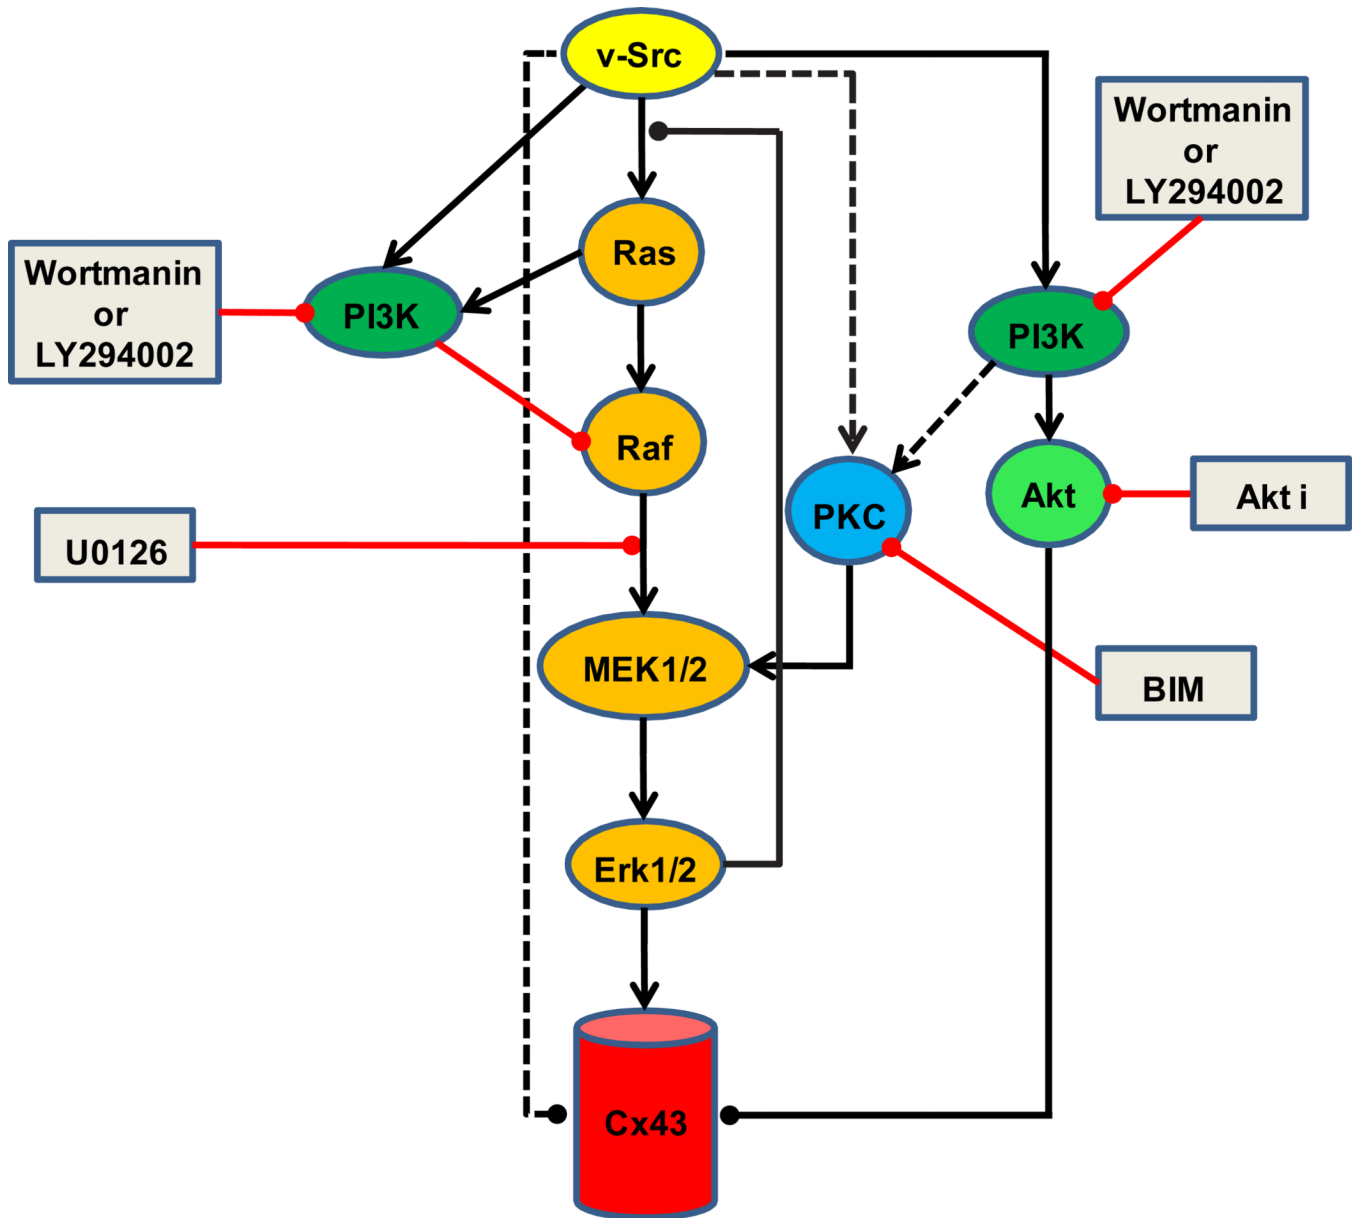 v-Src
Wortmanin
or
LY294002
Ras
Wortmanin
or
LY294002
PI3K
PI3K
Raf
Akt
Akt i
PKC
U0126
MEK1/2
BIM
Erk1/2
Cx43